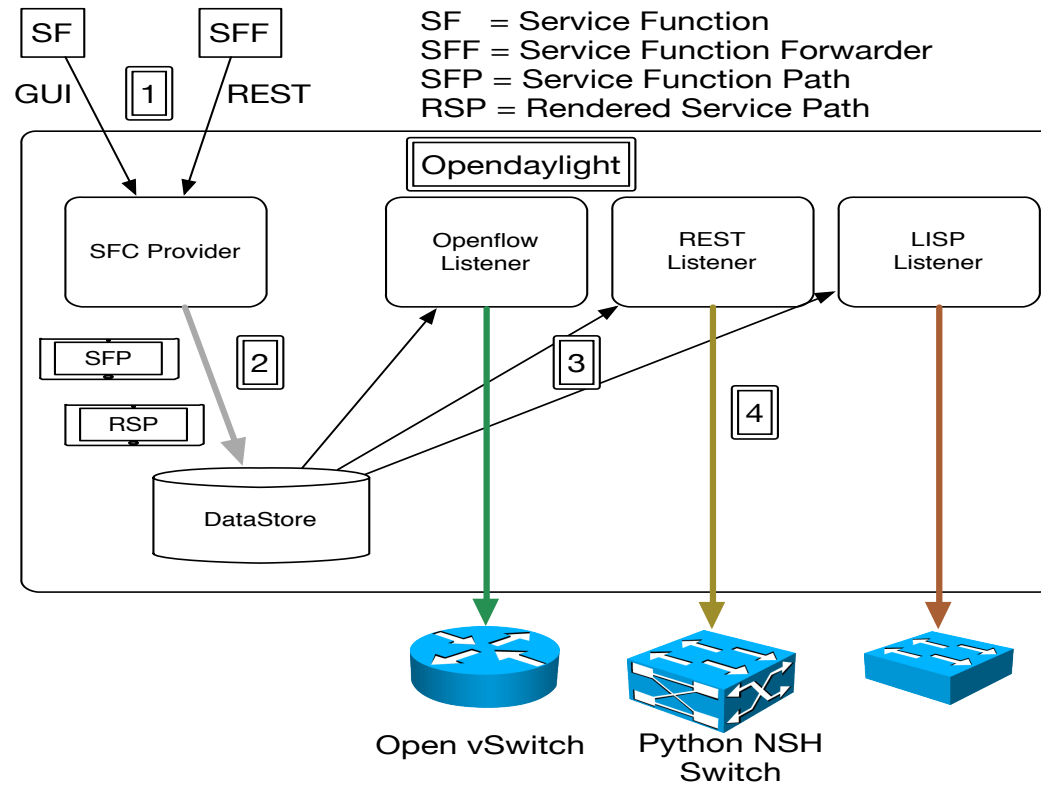 SF
SFF
SF = Service Function
SFF = Service Function Forwarder
SFP = Service Function Path
RSP = Rendered Service Path
GUI
1
REST
Opendaylight
SFC Provider
Openflow
Listener
REST
Listener
LISP
Listener
SFP
2
3
RSP
4
DataStore
Open vSwitch
Python NSH
Switch